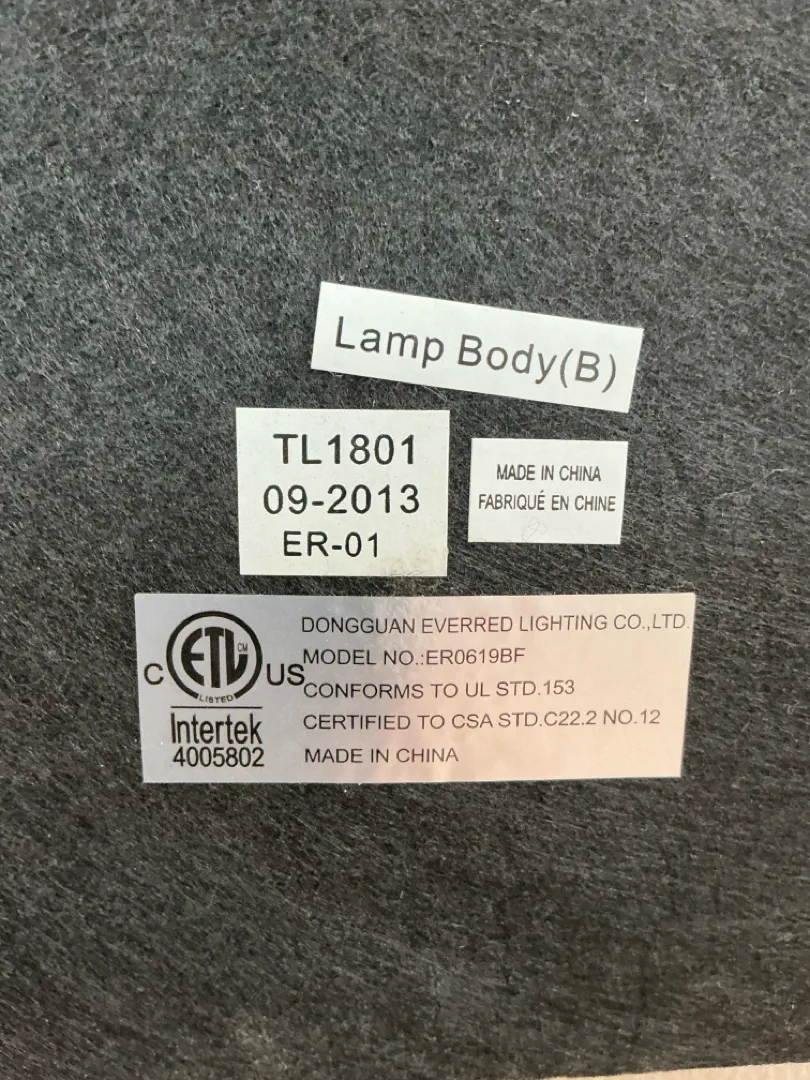 Lamp Body(B)
TL1801
09-2013
ER-01
MADE IN CHINA
FABRIQUÉ EN CHINE
C ETL CM US
LISTED
Intertek
4005802
DONGGUAN EVERRED LIGHTING CO.,LTD.
MODEL NO.:ER0619BF
CONFORMS TO UL STD.153
CERTIFIED TO CSA STD.C22.2 NO.12
MADE IN CHINA